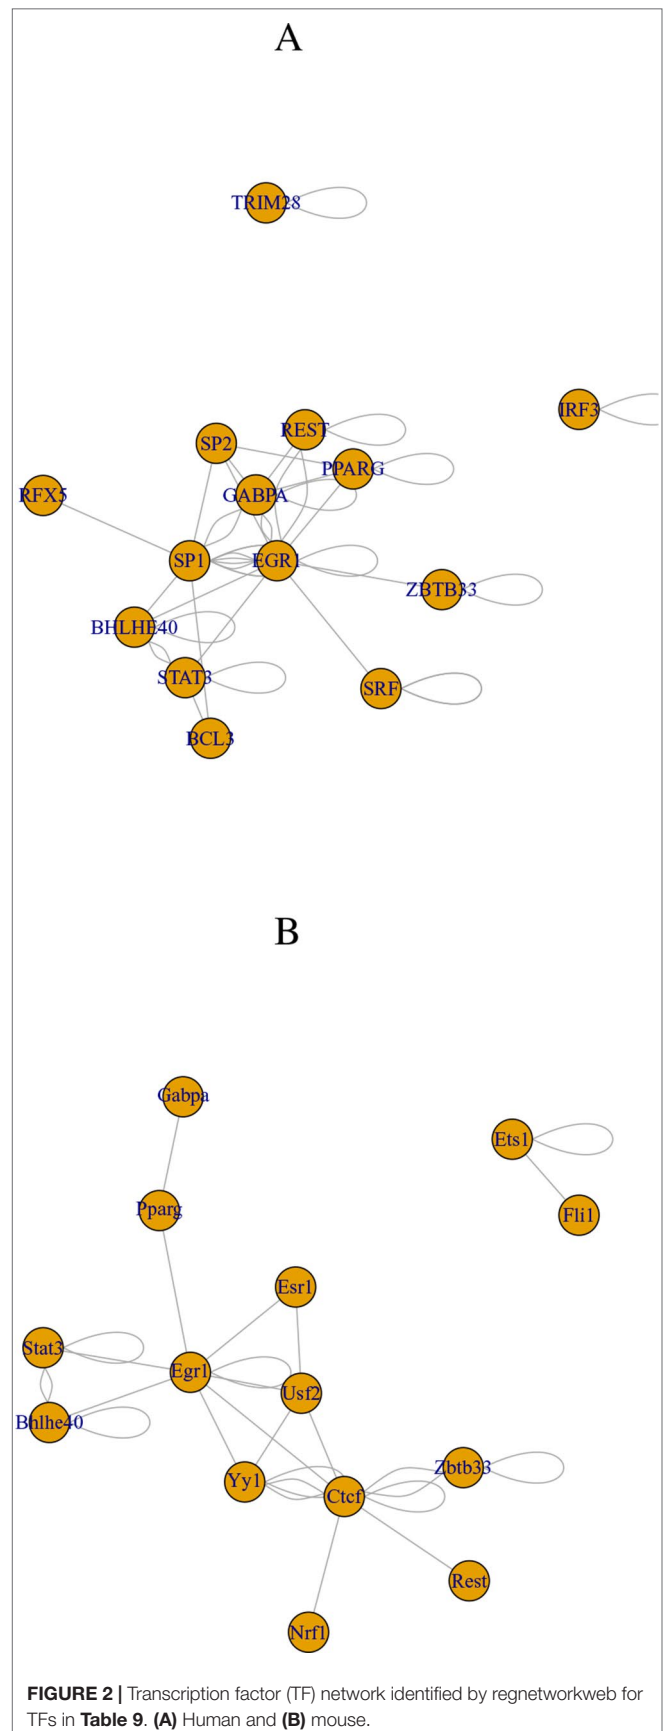 A
TRIM28
IRF3
REST
SP2
PPARG
RFX5
GABPA
SP1
EGR1
ZBTB33
BHLHE40
STAT3
SRF
BCL3
B
Gabpa
Ets1
Pparg
Fli1
Esr1
Stat3
Egr1
Usf2
Bhlhe40
Zbtb33
Yy1
Ctcf
Rest
Nrf1
FIGURE 2 | Transcription factor (TF) network identified by regnetworkweb for
TFs in Table 9. (A) Human and (B) mouse.